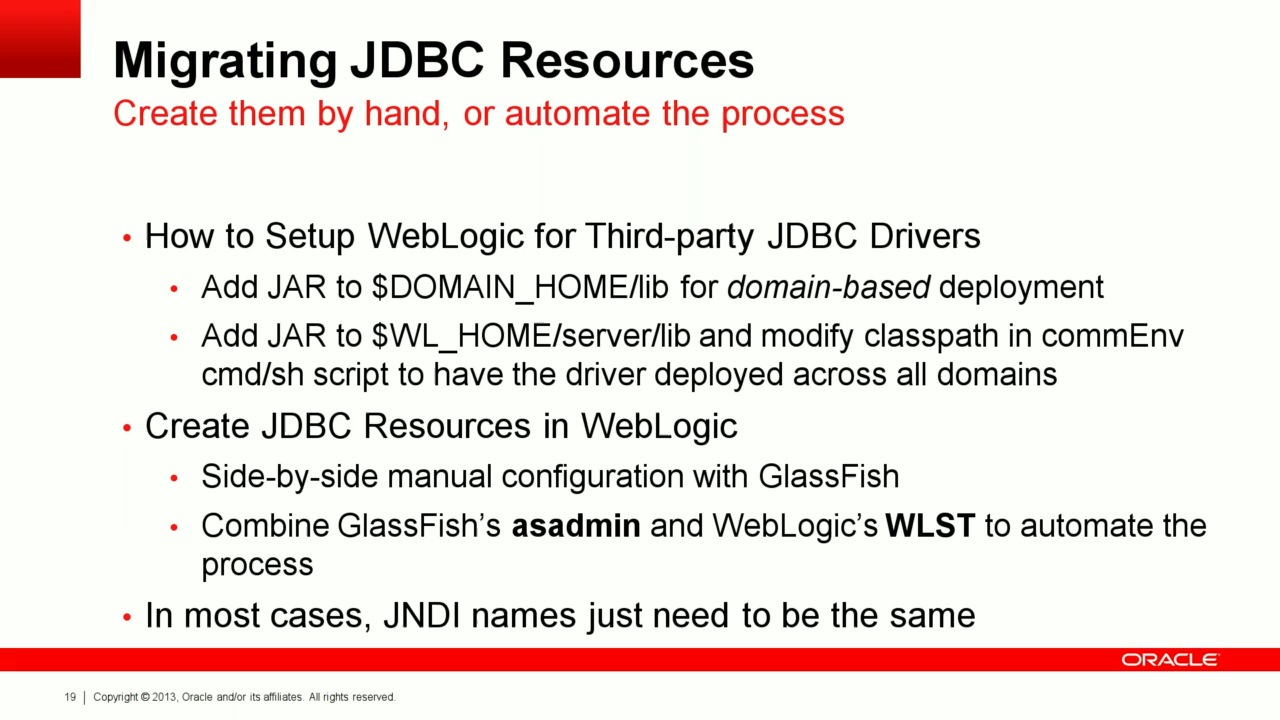 Migrating JDBC Resources
Create them by hand, or automate the process
• How to Setup WebLogic for Third-party JDBC Drivers
• Add JAR to $DOMAIN_HOME/lib for domain-based deployment
• Add JAR to $WL_HOME/server/lib and modify classpath in commEnv
cmd/sh script to have the driver deployed across all domains
• Create JDBC Resources in WebLogic
• Side-by-side manual configuration with GlassFish
• Combine GlassFish’s asadmin and WebLogic’s WLST to automate the
process
• In most cases, JNDI names just need to be the same
ORACLE
19 | Copyright © 2013, Oracle and/or its affiliates. All rights reserved.